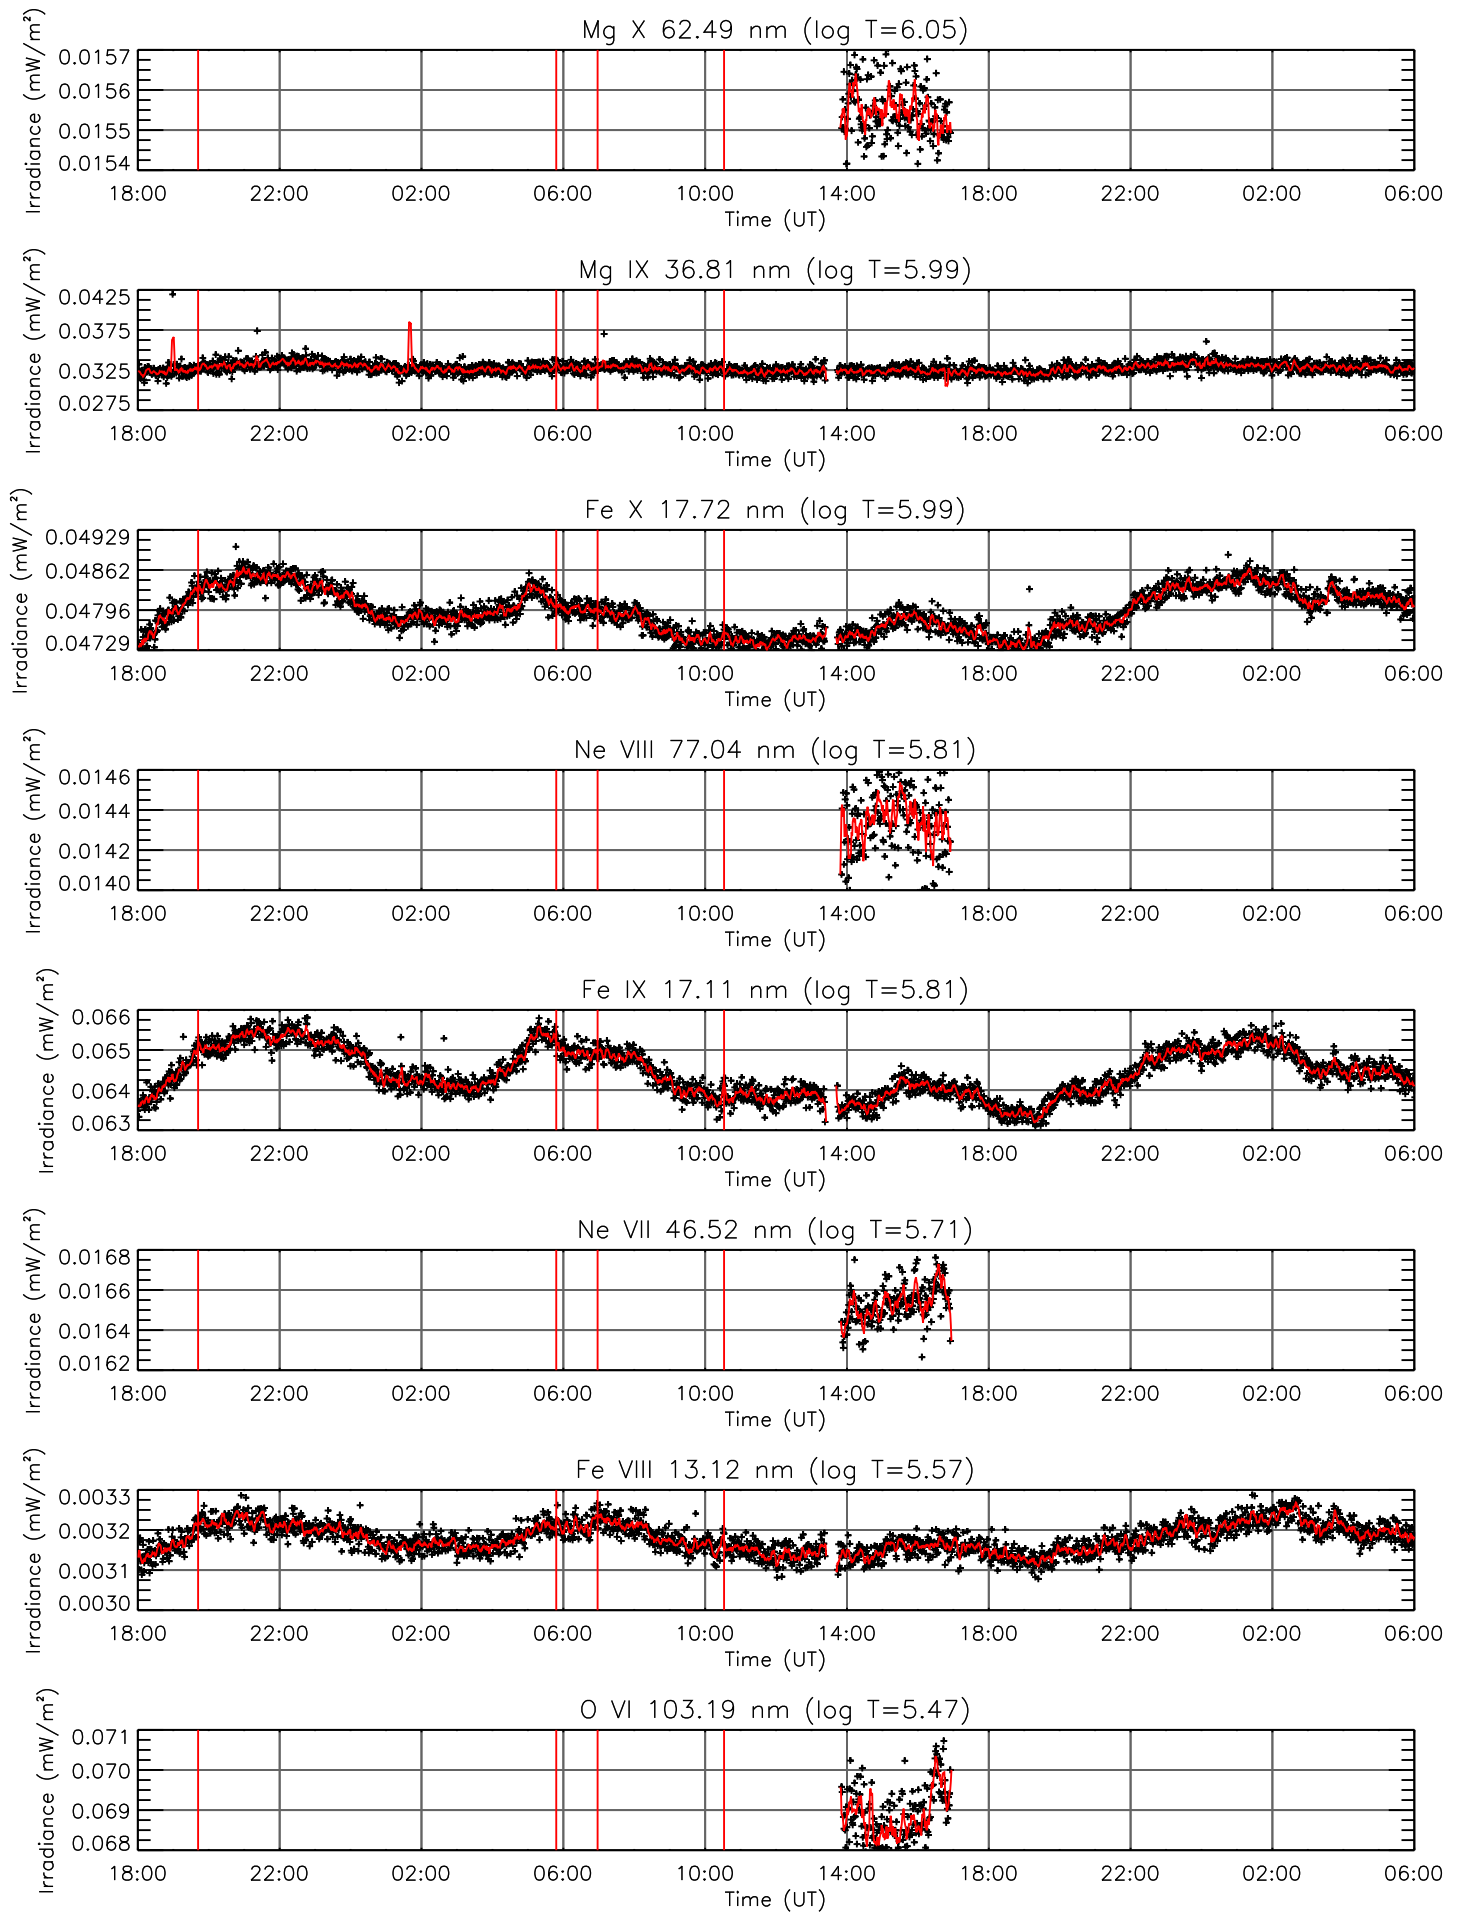 Mg X 62.49 nm (log T=6.05)
Irradiance (mW/m²)
0.0157
0.0156
0.0155
0.0154
18:00 22:00 02:00 06:00 10:00 14:00 18:00 22:00 02:00 06:00
Time (UT)
Mg IX 36.81 nm (log T=5.99)
Irradiance (mW/m²)
0.0425
0.0375
0.0325
0.0275
18:00 22:00 02:00 06:00 10:00 14:00 18:00 22:00 02:00 06:00
Time (UT)
Fe X 17.72 nm (log T=5.99)
Irradiance (mW/m²)
0.04929
0.04862
0.04796
0.04729
18:00 22:00 02:00 06:00 10:00 14:00 18:00 22:00 02:00 06:00
Time (UT)
Ne VIII 77.04 nm (log T=5.81)
Irradiance (mW/m²)
0.0146
0.0144
0.0142
0.0140
18:00 22:00 02:00 06:00 10:00 14:00 18:00 22:00 02:00 06:00
Time (UT)
Fe IX 17.11 nm (log T=5.81)
Irradiance (mW/m²)
0.066
0.065
0.064
0.063
18:00 22:00 02:00 06:00 10:00 14:00 18:00 22:00 02:00 06:00
Time (UT)
Ne VII 46.52 nm (log T=5.71)
Irradiance (mW/m²)
0.0168
0.0166
0.0164
0.0162
18:00 22:00 02:00 06:00 10:00 14:00 18:00 22:00 02:00 06:00
Time (UT)
Fe VIII 13.12 nm (log T=5.57)
Irradiance (mW/m²)
0.0033
0.0032
0.0031
0.0030
18:00 22:00 02:00 06:00 10:00 14:00 18:00 22:00 02:00 06:00
Time (UT)
O VI 103.19 nm (log T=5.47)
Irradiance (mW/m²)
0.071
0.070
0.069
0.068
18:00 22:00 02:00 06:00 10:00 14:00 18:00 22:00 02:00 06:00
Time (UT)